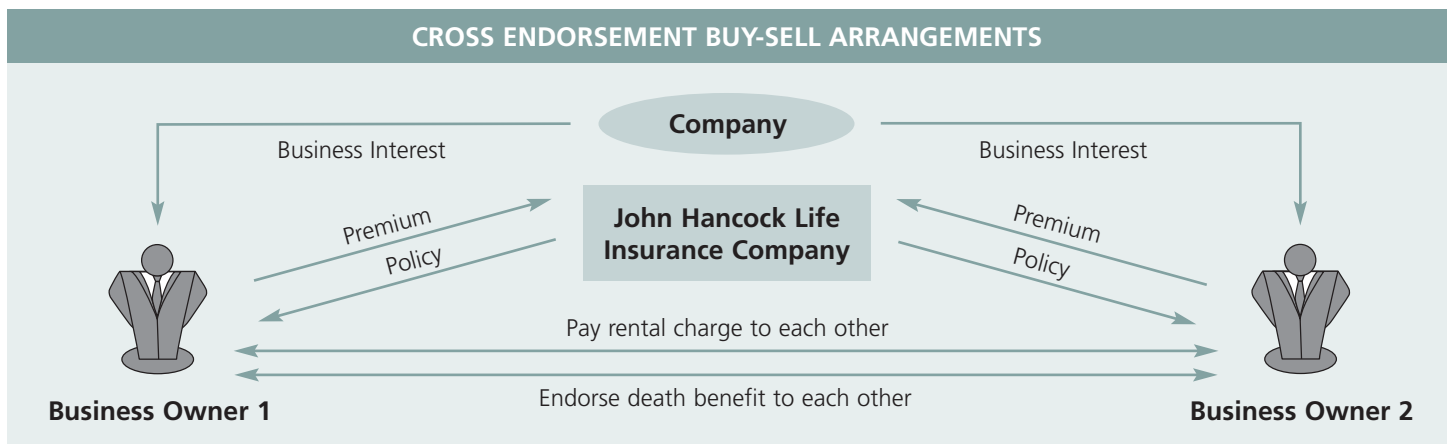 CROSS ENDORSEMENT BUY-SELL ARRANGEMENTS
Company
Business Interest
Business Interest
John Hancock Life
Insurance Company
Premium
Policy
Premium
Policy
Pay rental charge to each other
Endorse death benefit to each other
Business Owner 1
Business Owner 2